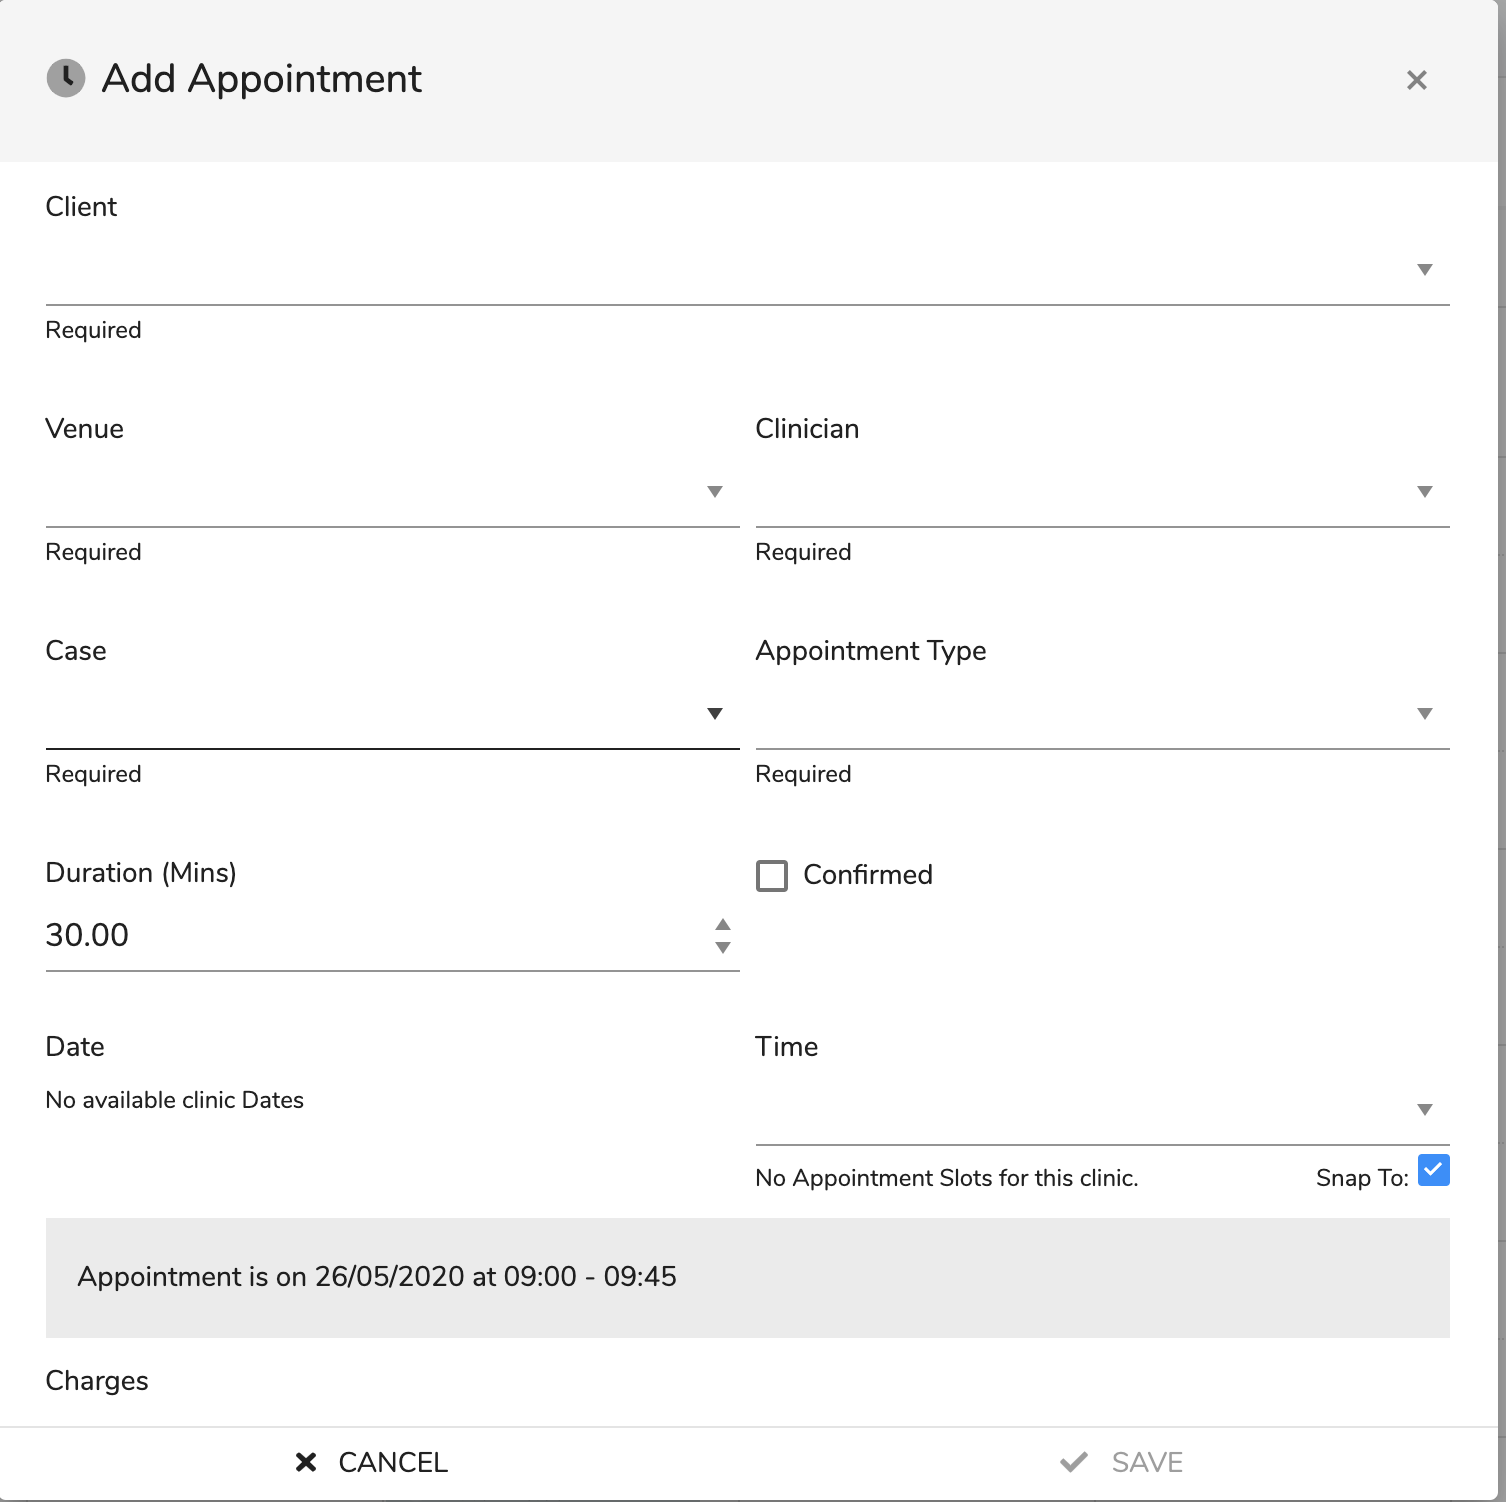 Add Appointment
Client
Required
Venue
Clinician
Required
Required
Case
Appointment Type
Required
Required
Duration (Mins)
Confirmed
30.00
Date
Time
No available clinic Dates
No Appointment Slots for this clinic.
Snap To:
Appointment is on 26/05/2020 at 09:00 - 09:45
Charges
CANCEL
SAVE